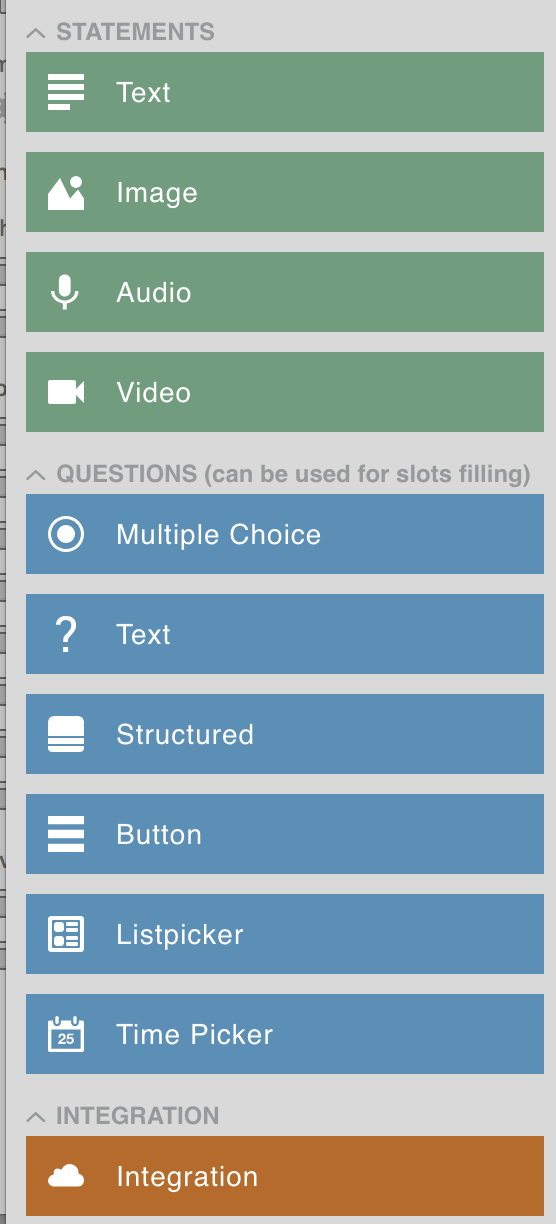 STATEMENTS
Text
Image
Audio
Video
QUESTIONS (can be used for slots filling)
Multiple Choice
Text
Structured
Button
Listpicker
25
Time Picker
INTEGRATION
Integration